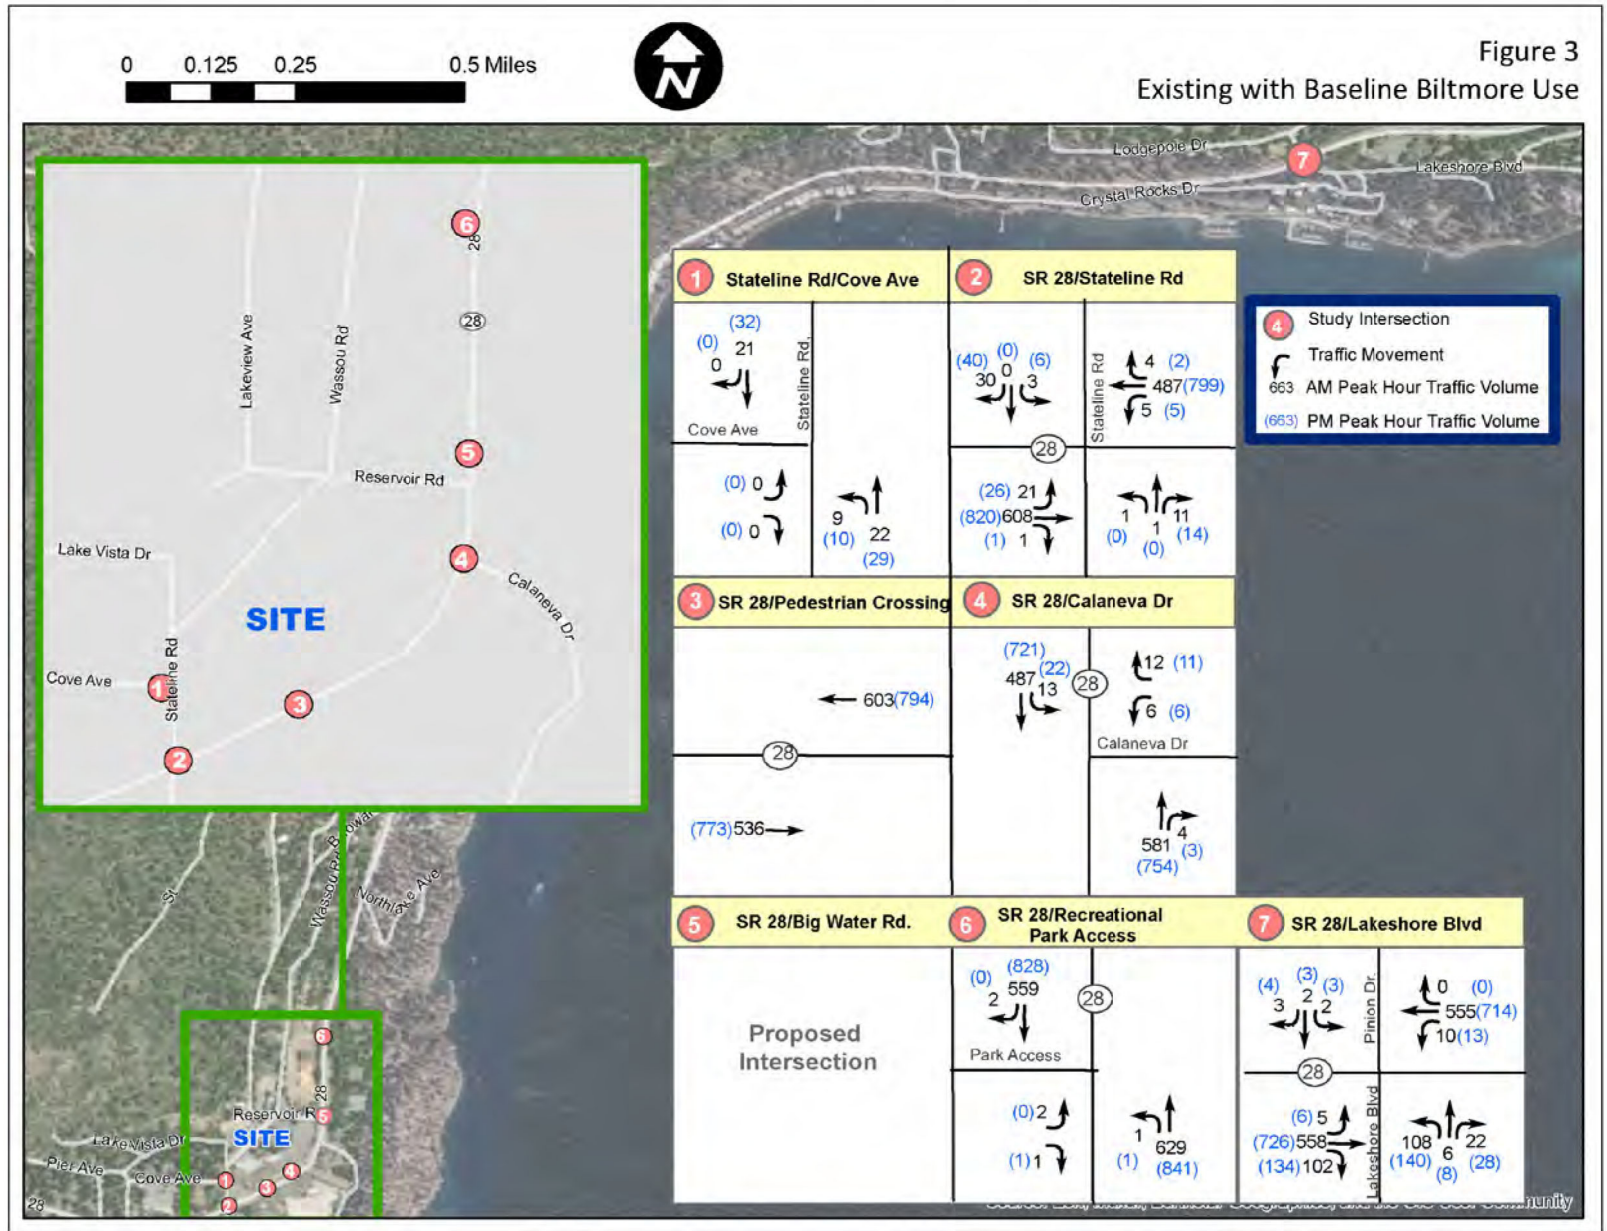 Figure 3
Existing with Baseline Biltmore Use
0 0.125 0.25 0.5 Miles
N
Lodgepole Dr
7
Lakeshore Blvd
Crystal Rocks Dr
6
28
28
Lakeview Ave
Wassou Rd
5
Reservoir Rd
4
Lake Vista Dr
Calaneva Dr
SITE
Stateline Rd
Cove Ave
1
3
2
1 Stateline Rd/Cove Ave
(32)
(0) 21
0
Stateline Rd.
Cove Ave
(0) 0
(0) 0
9 22
(10) (29)
2 SR 28/Stateline Rd
(40) (0) (6)
30 0 3
Stateline Rd
4 (2)
487(799)
5 (5)
28
(26) 21
(820)608
(1) 1
1 1 11
(0) (0) (14)
4 Study Intersection
Traffic Movement
663 AM Peak Hour Traffic Volume
(663) PM Peak Hour Traffic Volume
3 SR 28/Pedestrian Crossing
603(794)
28
(773)536
4 SR 28/Calaneva Dr
(721)
(22)
487 13
28
12 (11)
6 (6)
Calaneva Dr
581 4
(754) (3)
5 SR 28/Big Water Rd.
Proposed
Intersection
6 SR 28/Recreational
Park Access
(0) (828)
2 559
28
Park Access
(0) 2
(1) 1
1 629
(1) (841)
7 SR 28/Lakeshore Blvd
(4) (3) (3)
3 2 2
Pinion Dr.
0 (0)
555(714)
10(13)
28
(6) 5
(726)558
(134)102
Lakeshore Blvd
108 6 22
(140) (8) (28)
St
Wassou Rd
Northlake Ave
6
28
Reservoir R
5
SITE
Lake Vista Dr
Pier Ave
Cove Ave
1
4
3
2
28